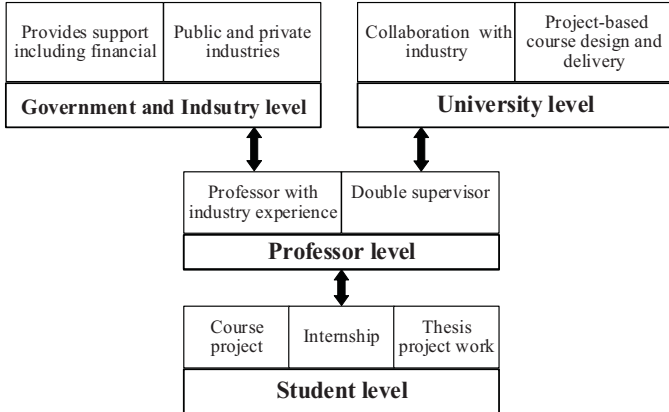 Provides support
including financial
Public and private
industries
Government and Indsutry level
Collaboration with
industry
Project-based
course design and
delivery
University level
Professor with
industry experience
Double supervisor
Professor level
Course
project
Internship
Thesis
project work
Student level